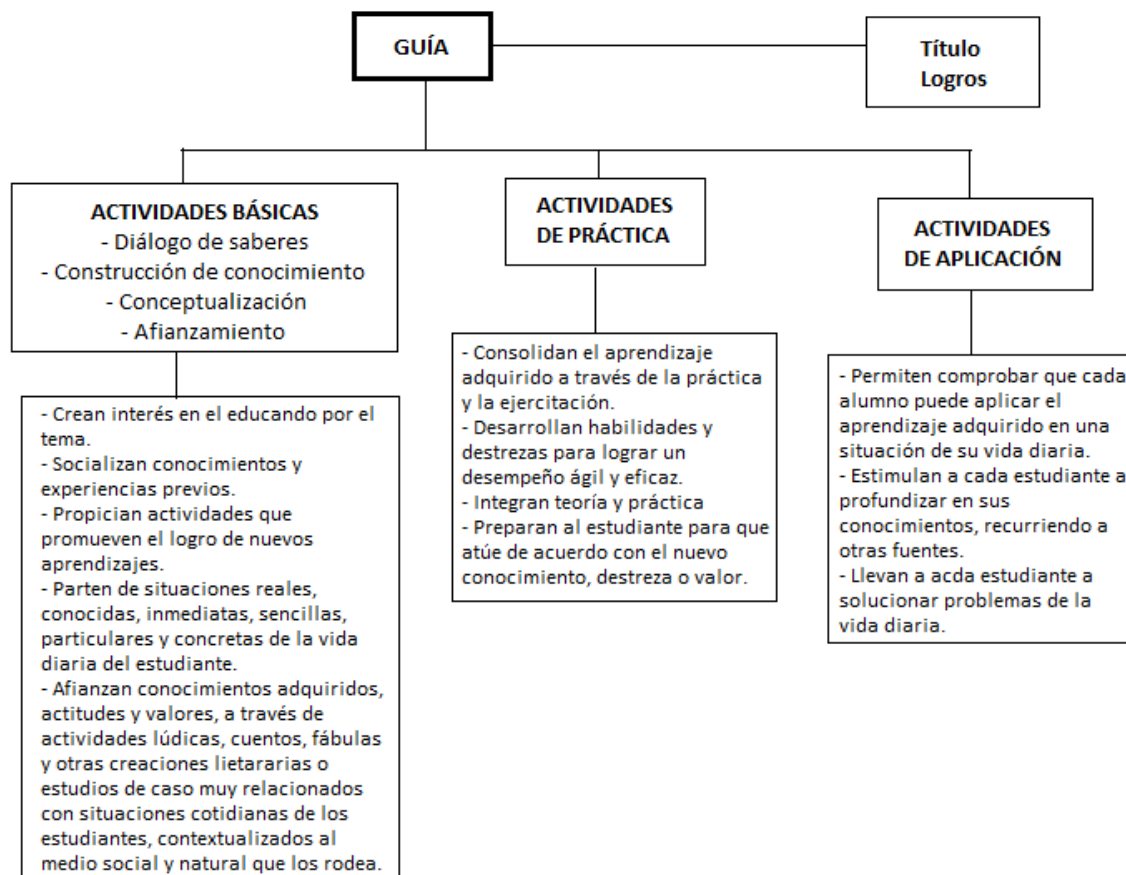 GUÍA
Título
Logros
ACTIVIDADES BÁSICAS
- Diálogo de saberes
- Construcción de conocimiento
- Conceptualización
- Afianzamiento
ACTIVIDADES
DE PRÁCTICA
ACTIVIDADES
DE APLICACIÓN
- Crean interés en el educando por el
tema.
- Socializan conocimientos y
experiencias previos.
- Propician actividades que
promueven el logro de nuevos
aprendizajes.
- Parten de situaciones reales,
conocidas, inmediatas, sencillas,
particulares y concretas de la vida
diaria del estudiante.
- Afianzan conocimientos adquiridos,
actitudes y valores, a través de
actividades lúdicas, cuentos, fábulas
y otras creaciones lietararias o
estudios de caso muy relacionados
con situaciones cotidianas de los
estudiantes, contextualizados al
medio social y natural que los rodea.
- Consolidan el aprendizaje
adquirido a través de la práctica
y la ejercitación.
- Desarrollan habilidades y
destrezas para lograr un
desempeño ágil y eficaz.
- Integran teoría y práctica
- Preparan al estudiante para que
atúe de acuerdo con el nuevo
conocimiento, destreza o valor.
- Permiten comprobar que cada
alumno puede aplicar el
aprendizaje adquirido en una
situación de su vida diaria.
- Estimulan a cada estudiante a
profundizar en sus
conocimientos, recurriendo a
otras fuentes.
- Llevan a acda estudiante a
solucionar problemas de la
vida diaria.